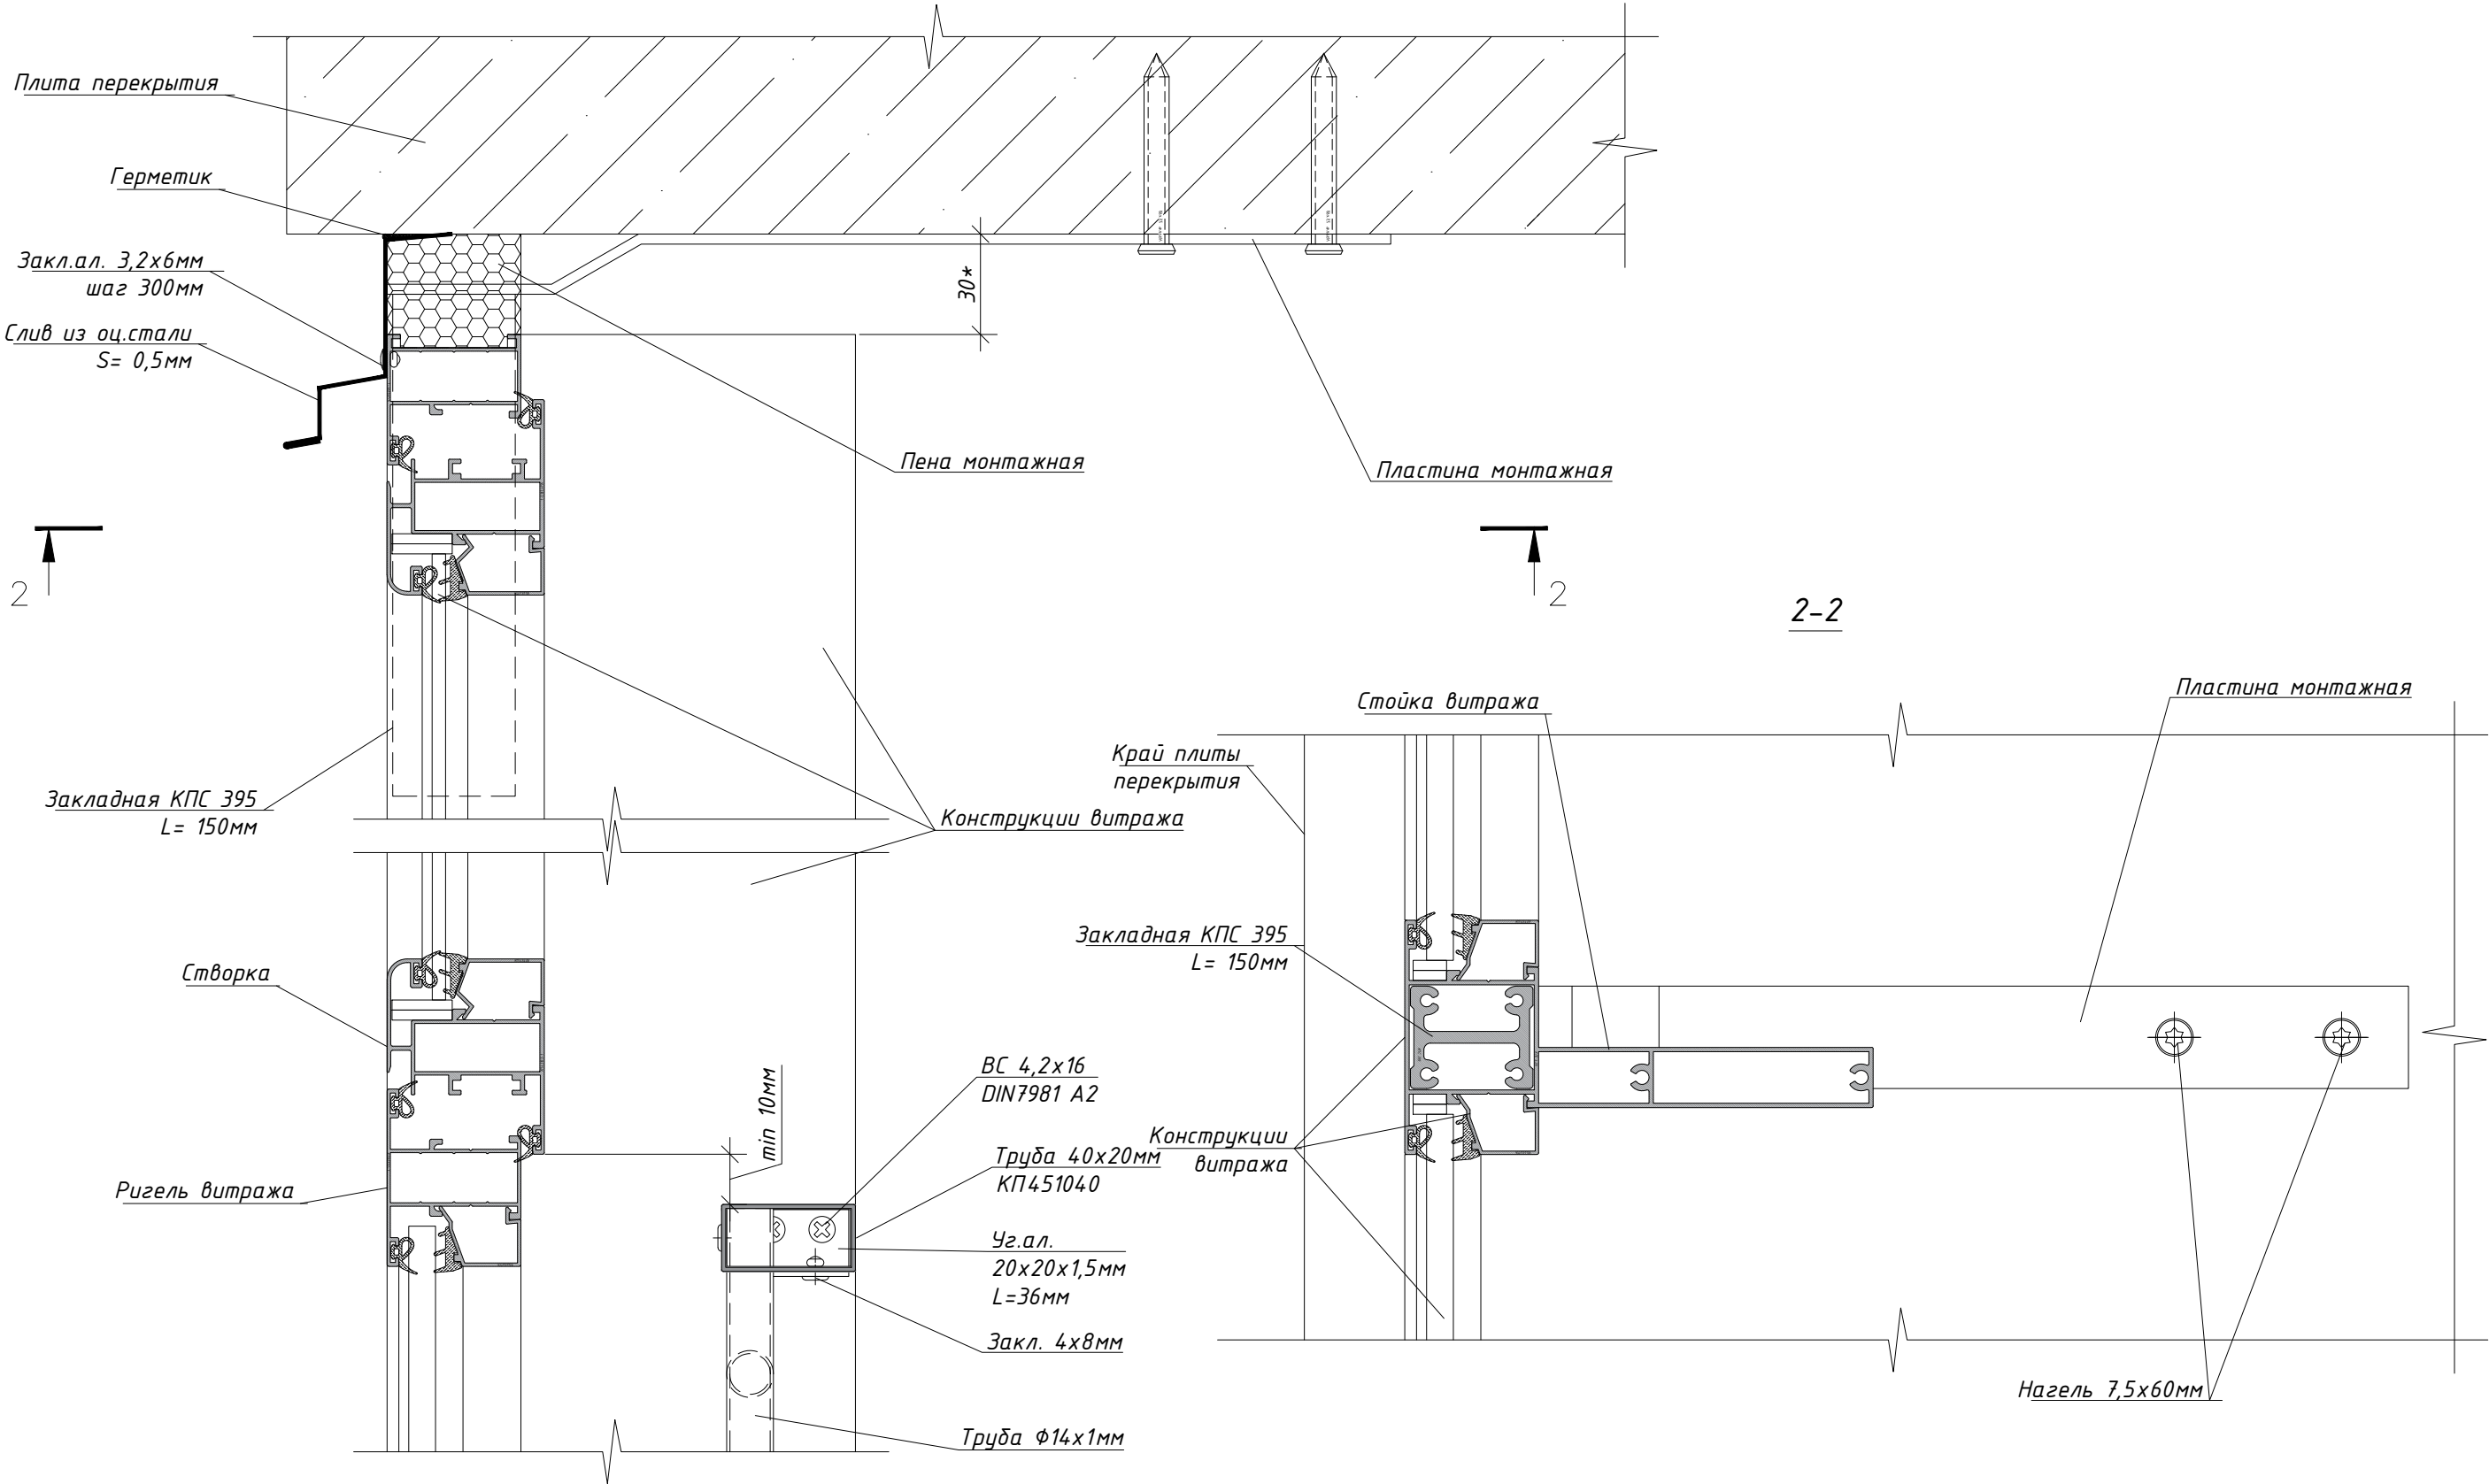 Плита перекрытия
Герметик
Закл.ал. 3,2х6мм
шаг 300мм
Слив из оц.стали
S= 0,5мм
30*
Пена монтажная
Пластина монтажная
2
2
2-2
Закладная КПС 395
L= 150мм
Конструкции витража
Створка
Ригель витража
min 10мм
ВС 4,2х16
DIN7981 А2
Труба 40х20мм
КП451040
Уг.ал.
20х20х1,5мм
L=36мм
Закл. 4х8мм
Труба Ф14х1мм
Стойка витража
Пластина монтажная
Край плиты
перекрытия
Закладная КПС 395
L= 150мм
Конструкции
витража
Нагель 7,5х60мм